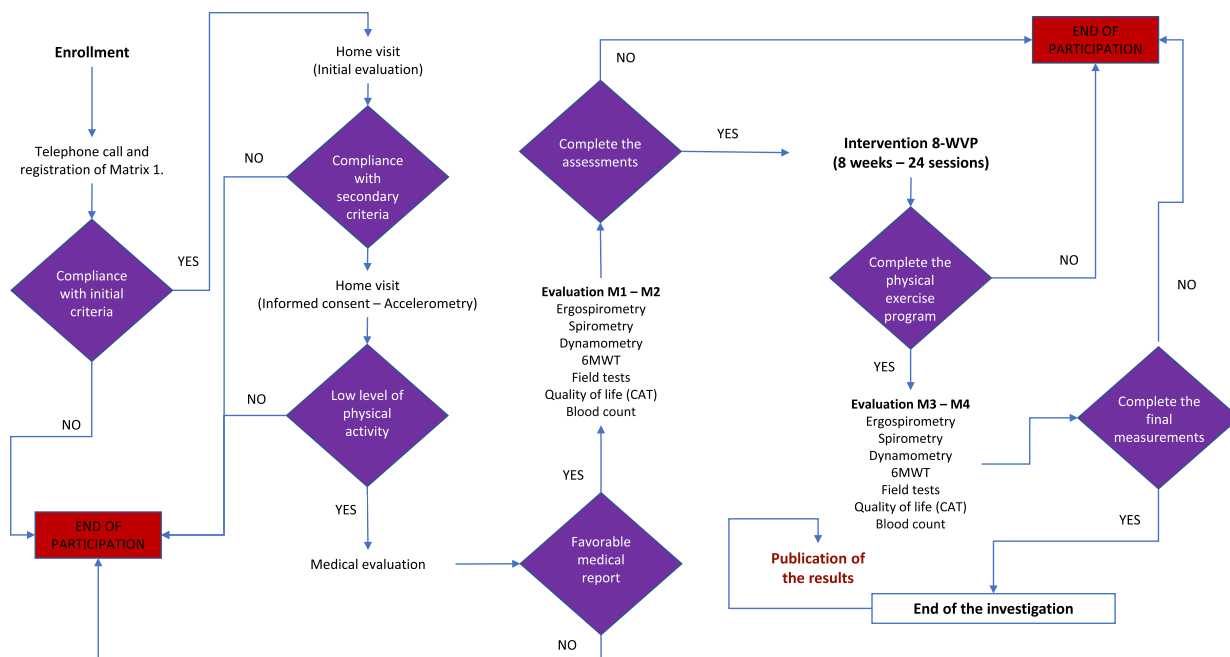 Enrollment
Telephone call and
registration of Matrix 1.
Compliance
with initial
criteria
YES
NO
END OF
PARTICIPATION
Home visit
(Initial evaluation)
Compliance
with
secondary
criteria
NO
Home visit
(Informed consent – Accelerometry)
Low level of
physical
activity
NO
YES
Medical evaluation
Favorable
medical
report
NO
YES
Evaluation M1 – M2
Ergospirometry
Spirometry
Dynamometry
6MWT
Field tests
Quality of life (CAT)
Blood count
Complete the
assessments
NO
YES
END OF
PARTICIPATION
Intervention 8-WVP
(8 weeks – 24 sessions)
Complete the
physical
exercise
program
NO
YES
Evaluation M3 – M4
Ergospirometry
Spirometry
Dynamometry
6MWT
Field tests
Quality of life (CAT)
Blood count
Complete the
final
measurements
NO
YES
End of the investigation
Publication of
the results